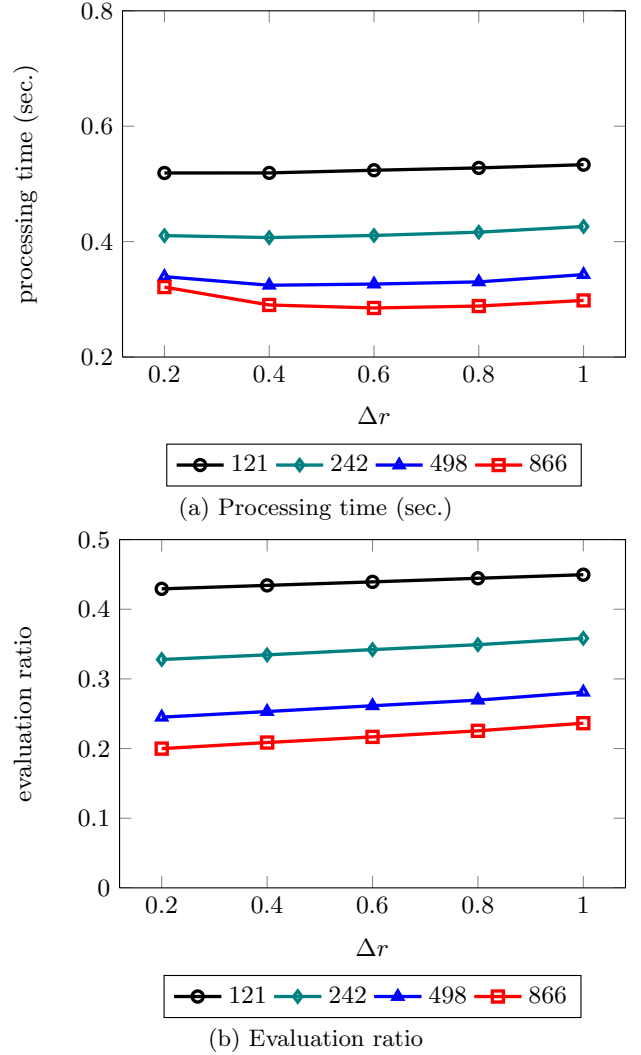 0.8
0.6
0.4
0.2
processing time (sec.)
0.2 0.4 0.6 0.8 1
Δr
121 242 498 866
(a) Processing time (sec.)
0.5
0.4
0.3
0.2
0.1
0
evaluation ratio
0.2 0.4 0.6 0.8 1
Δr
121 242 498 866
(b) Evaluation ratio